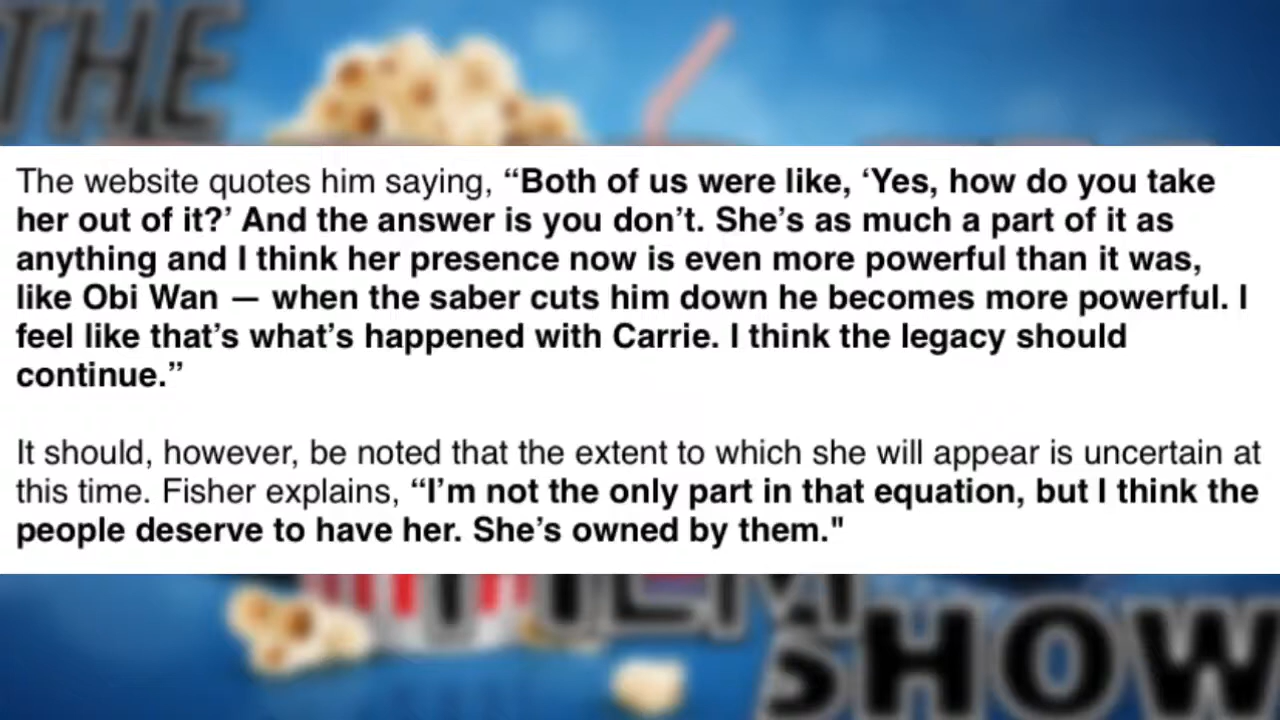 THE
The website quotes him saying, “Both of us were like, ‘Yes, how do you take
her out of it?’ And the answer is you don’t. She’s as much a part of it as
anything and I think her presence now is even more powerful than it was,
like Obi Wan — when the saber cuts him down he becomes more powerful. I
feel like that’s what’s happened with Carrie. I think the legacy should
continue.”
It should, however, be noted that the extent to which she will appear is uncertain at
this time. Fisher explains, “I’m not the only part in that equation, but I think the
people deserve to have her. She’s owned by them."
SHOW